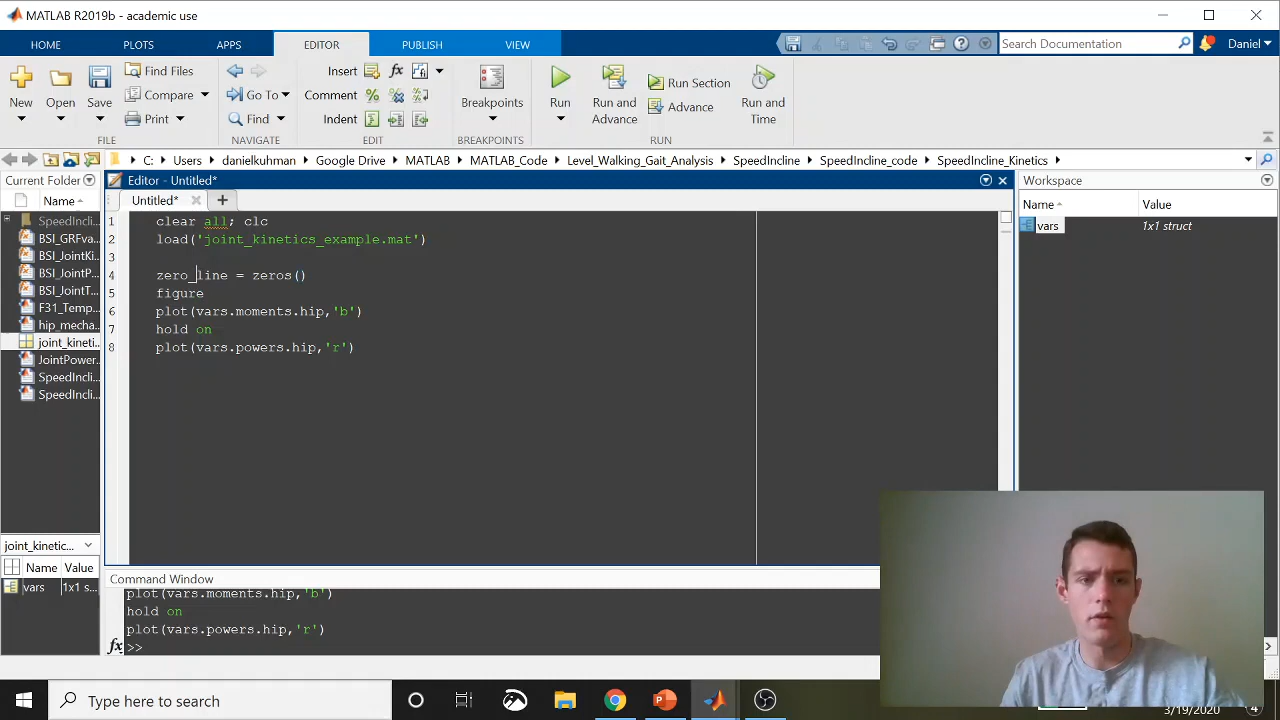 MATLAB R2019b - academic use
HOME PLOTS APPS EDITOR PUBLISH VIEW Search Documentation Daniel
New Open Save Find Files Compare Print
Go To Find
Insert fx Comment % Indent
Breakpoints
Run Run and Advance Run Section Advance Run and Time
FILE NAVIGATE EDIT BREAKPOINTS RUN
C: Users danielkuhman Google Drive MATLAB MATLAB_Code Level_Walking_Gait_Analysis SpeedIncline SpeedIncline_code SpeedIncline_Kinetics
Current Folder
Name
SpeedIncli...
BSI_GRFva...
BSI_JointKi...
BSI_JointP...
BSI_JointT...
F31_Temp...
hip_mecha...
joint_kineti...
JointPower...
SpeedIncli...
SpeedIncli...
joint_kinetic...
Name Value
vars 1x1 s...
Editor - Untitled*
Untitled* +
1 clear all; clc
2 load('joint_kinetics_example.mat')
3
4 zero_line = zeros()
5 figure
6 plot(vars.moments.hip,'b')
7 hold on
8 plot(vars.powers.hip,'r')
Command Window
plot(vars.moments.hip,'b')
hold on
plot(vars.powers.hip,'r')
fx >>
Workspace
Name Value
vars 1x1 struct
Type here to search
3/19/2020
4